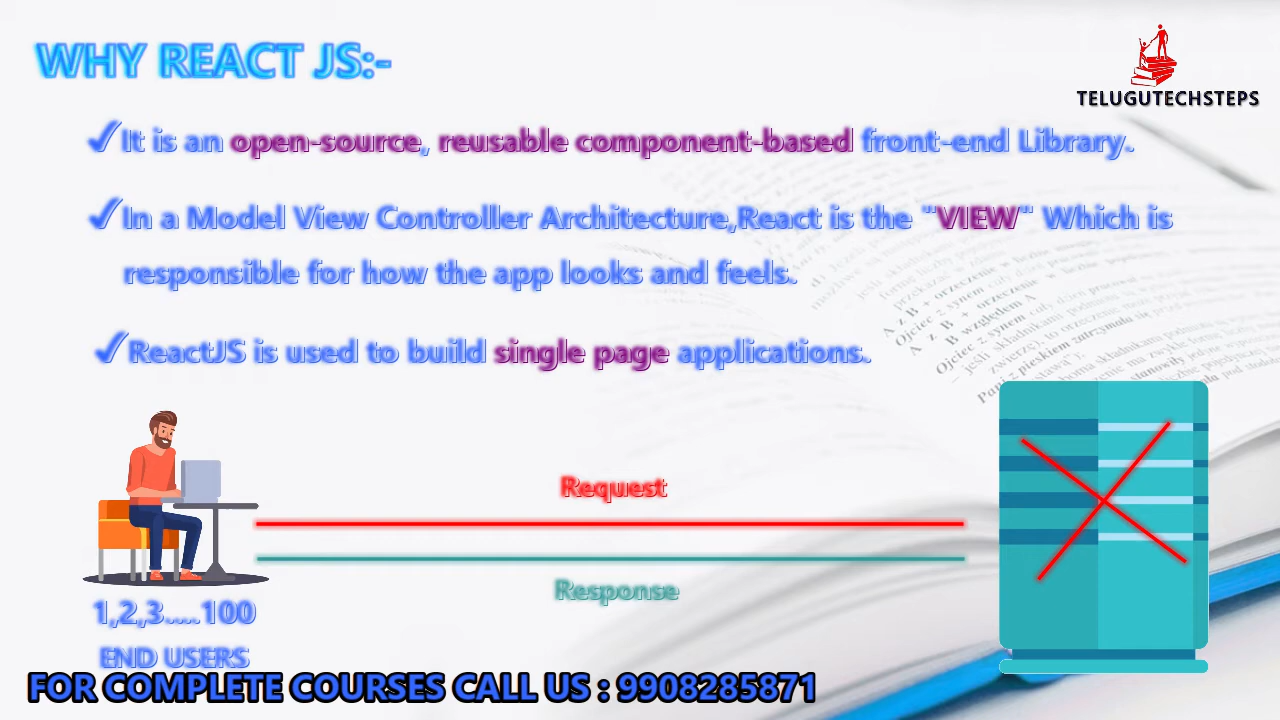 WHY REACT JS:-
TELUGUTECHSTEPS
✓It is an open-source, reusable component-based front-end Library.
✓In a Model View Controller Architecture,React is the "VIEW" Which is
responsible for how the app looks and feels.
✓ReactJS is used to build single page applications.
Request
Response
1,2,3....100
END USERS
FOR COMPLETE COURSES CALL US : 9908285871